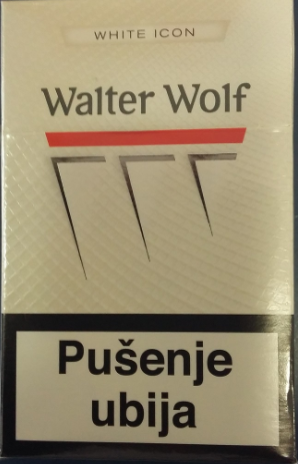 WHITE ICON
Walter Wolf
Pušenje
ubija